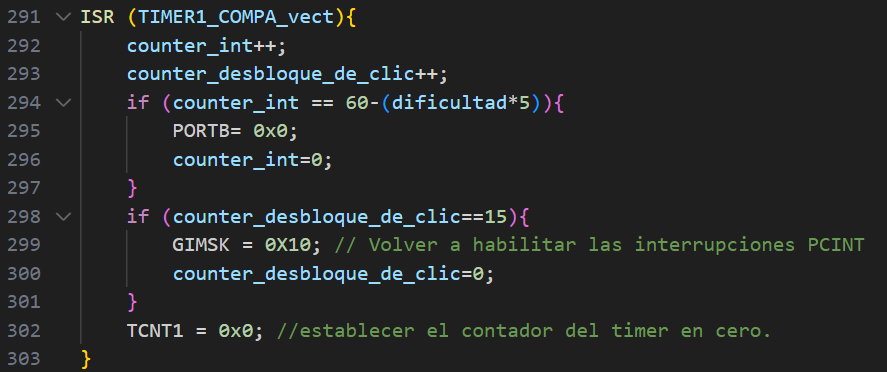 291 ISR (TIMER1_COMPA_vect){
292     counter_int++;
293     counter_desbloque_de_clic++;
294     if (counter_int == 60-(dificultad*5)){
295         PORTB= 0x0;
296         counter_int=0;
297     }
298     if (counter_desbloque_de_clic==15){
299         GIMSK = 0X10; // Volver a habilitar las interrupciones PCINT
300         counter_desbloque_de_clic=0;
301     }
302     TCNT1 = 0x0; //establecer el contador del timer en cero.
303 }